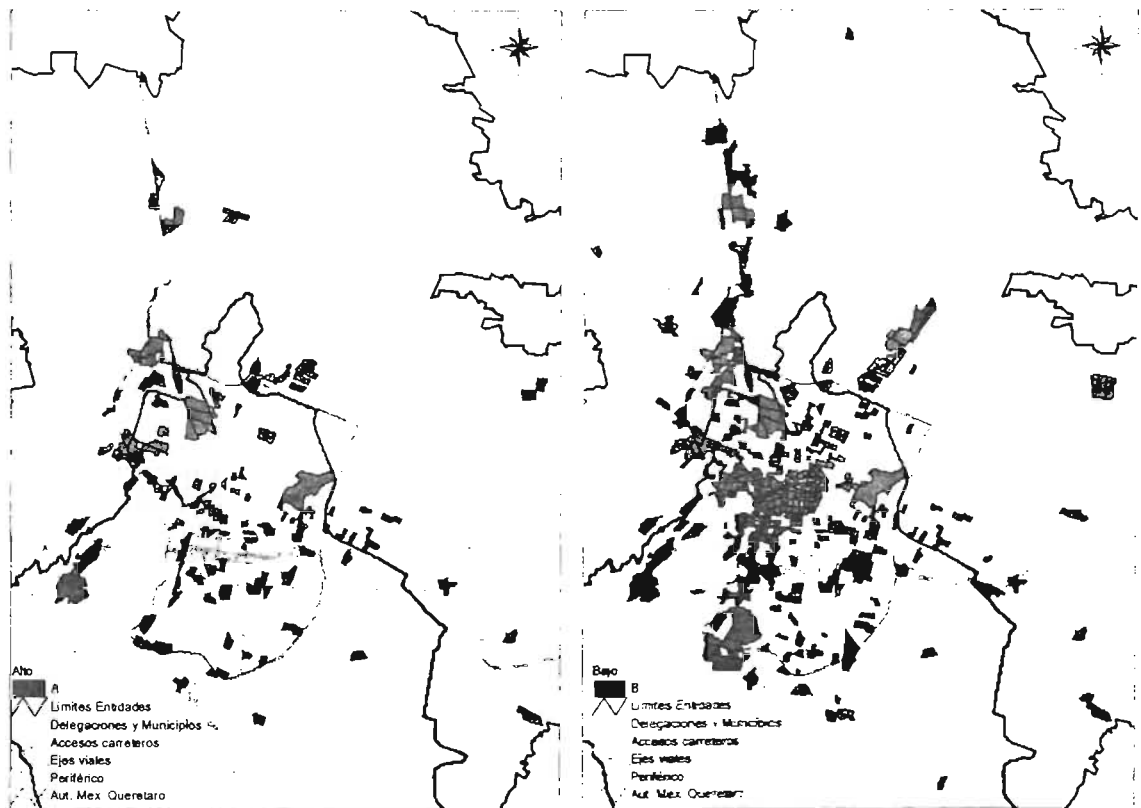 Alto
A
Limites Entidades
Delegaciones y Municipios
Accesos carreteros
Ejes viales
Periférico
Aut. Mex. Queretaro
Bajo
B
Limites Entidades
Delegaciones y Municipios
Accesos carreteros
Ejes viales
Periférico
Aut. Mex. Queretaro